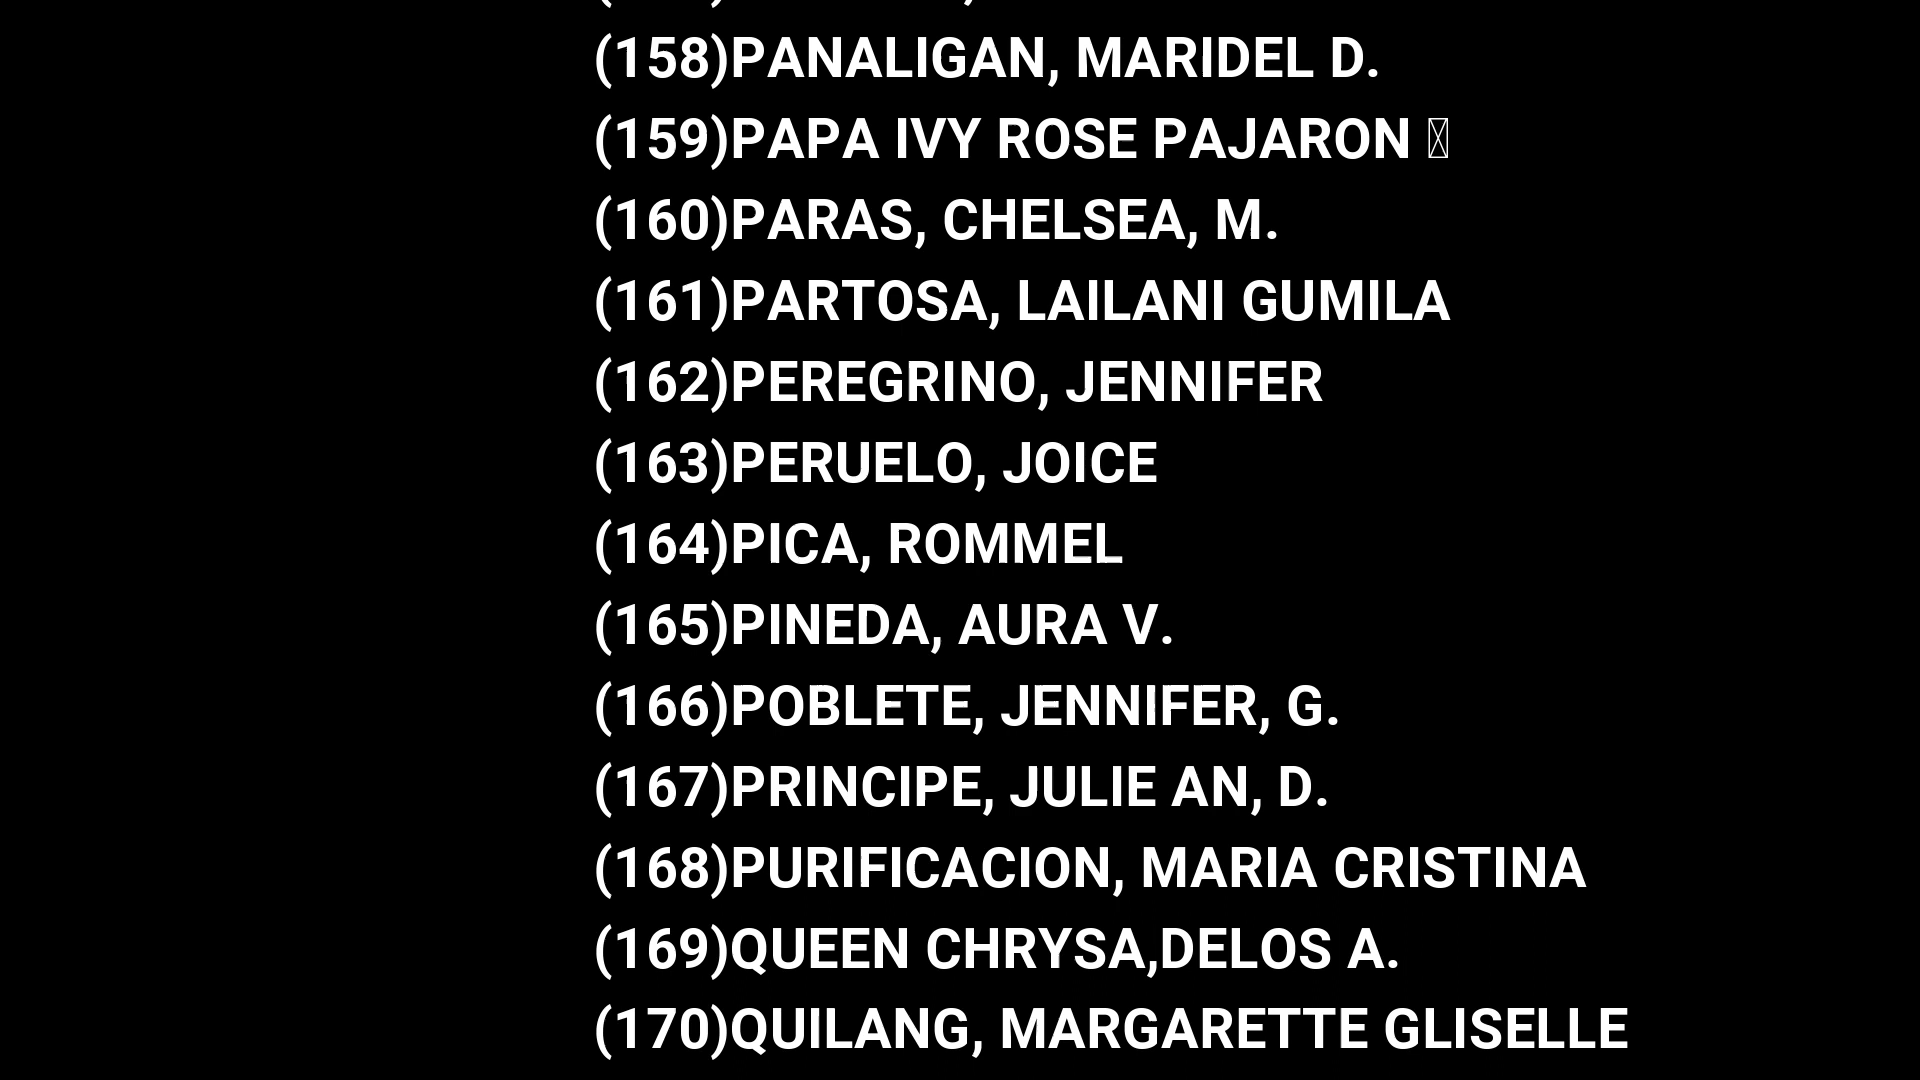 (158)PANALIGAN, MARIDEL D.
(159)PAPA IVY ROSE PAJARON
(160)PARAS, CHELSEA, M.
(161)PARTOSA, LAILANI GUMILA
(162)PEREGRINO, JENNIFER
(163)PERUELO, JOICE
(164)PICA, ROMMEL
(165)PINEDA, AURA V.
(166)POBLETE, JENNIFER, G.
(167)PRINCIPE, JULIE AN, D.
(168)PURIFICACION, MARIA CRISTINA
(169)QUEEN CHRYSA,DELOS A.
(170)QUILANG, MARGARETTE GLISELLE